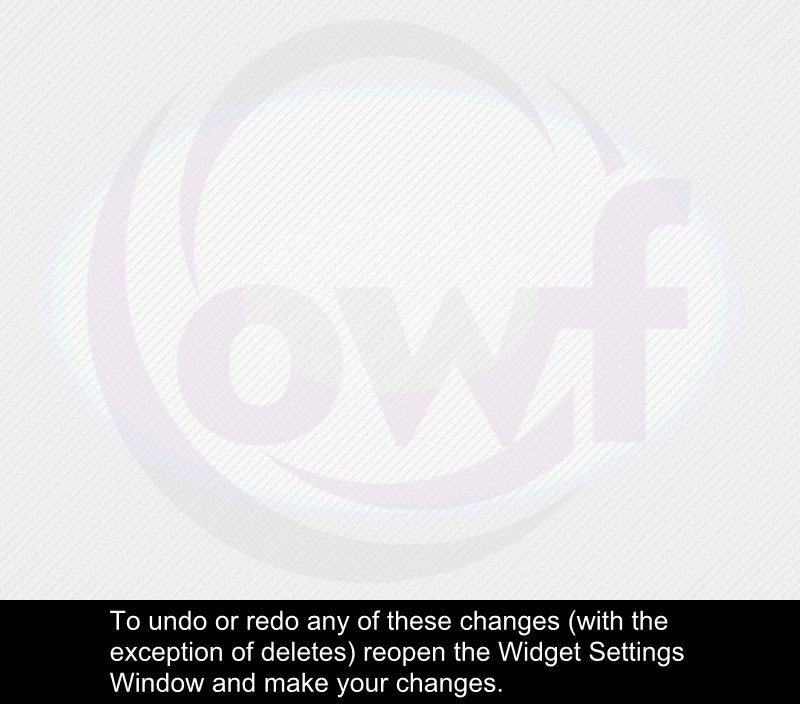 owf
To undo or redo any of these changes (with the
exception of deletes) reopen the Widget Settings
Window and make your changes.